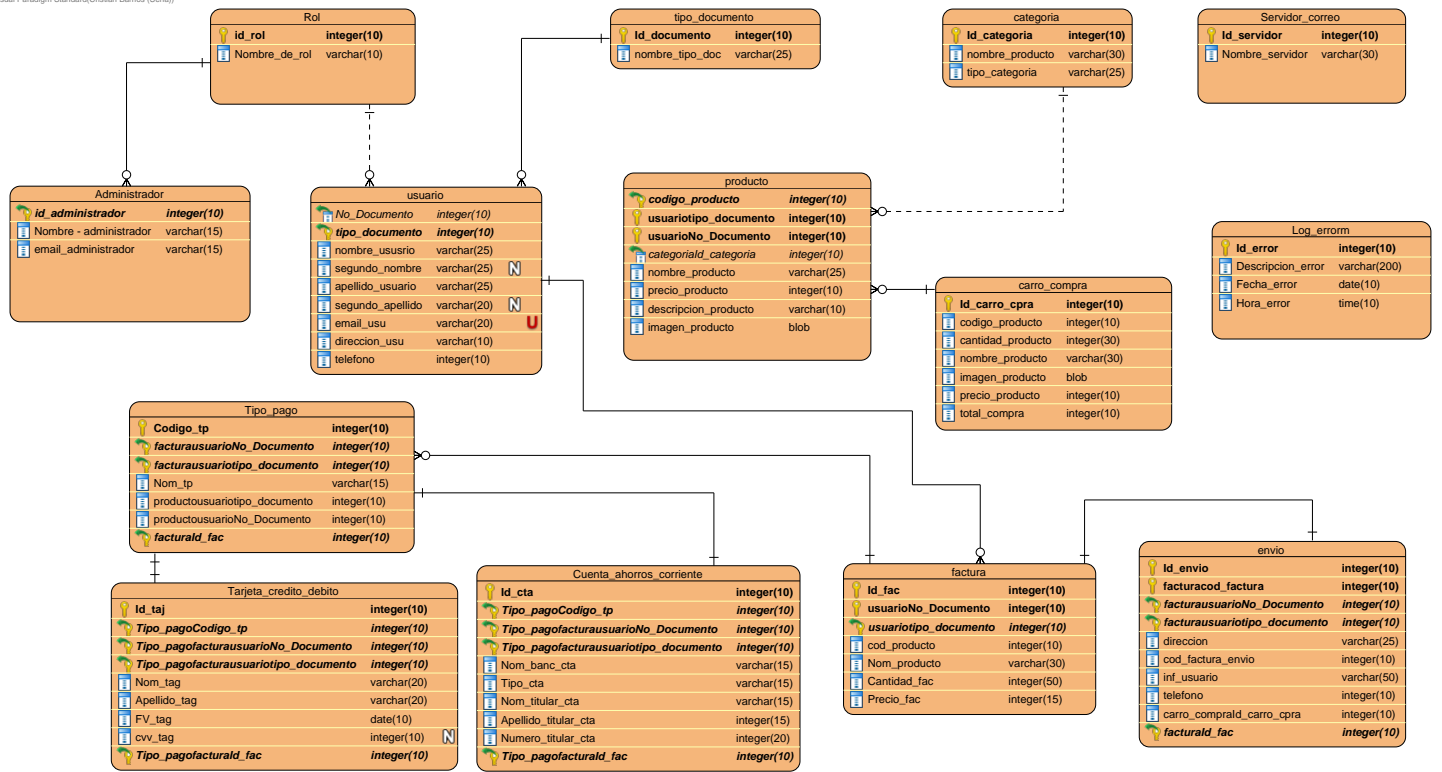 Rol
id_rol integer(10)
Nombre_de_rol varchar(10)
tipo_documento
Id_documento integer(10)
nombre_tipo_doc varchar(25)
categoria
Id_categoria integer(10)
nombre_producto varchar(30)
tipo_categoria varchar(25)
Servidor_correo
Id_servidor integer(10)
Nombre_servidor varchar(30)
Administrador
id_administrador integer(10)
Nombre - administrador varchar(15)
email_administrador varchar(15)
usuario
No_Documento integer(10)
tipo_documento integer(10)
nombre_ususrio varchar(25)
segundo_nombre varchar(25) N
apellido_usuario varchar(25)
segundo_apellido varchar(20) N
email_usu varchar(20) U
direccion_usu varchar(10)
telefono integer(10)
producto
codigo_producto integer(10)
usuariotipo_documento integer(10)
usuarioNo_Documento integer(10)
categoriaId_categoria integer(10)
nombre_producto varchar(25)
precio_producto integer(10)
descripcion_producto varchar(10)
imagen_producto blob
Log_errorm
Id_error integer(10)
Descripcion_error varchar(200)
Fecha_error date(10)
Hora_error time(10)
carro_compra
Id_carro_cpra integer(10)
codigo_producto integer(10)
cantidad_producto integer(30)
nombre_producto varchar(30)
imagen_producto blob
precio_producto integer(10)
total_compra integer(10)
Tipo_pago
Codigo_tp integer(10)
facturausuarioNo_Documento integer(10)
facturausuariotipo_documento integer(10)
Nom_tp varchar(15)
productousuariotipo_documento integer(10)
productousuarioNo_Documento integer(10)
facturaId_fac integer(10)
Tarjeta_credito_debito
Id_taj integer(10)
Tipo_pagoCodigo_tp integer(10)
Tipo_pagofacturausuarioNo_Documento integer(10)
Tipo_pagofacturausuariotipo_documento integer(10)
Nom_tag varchar(20)
Apellido_tag varchar(20)
FV_tag date(10)
cvv_tag integer(10) N
Tipo_pagofacturaId_fac integer(10)
Cuenta_ahorros_corriente
Id_cta integer(10)
Tipo_pagoCodigo_tp integer(10)
Tipo_pagofacturausuarioNo_Documento integer(10)
Tipo_pagofacturausuariotipo_documento integer(10)
Nom_banc_cta varchar(15)
Tipo_cta varchar(15)
Nom_titular_cta varchar(15)
Apellido_titular_cta integer(15)
Numero_titular_cta integer(20)
Tipo_pagofacturaId_fac integer(10)
factura
Id_fac integer(10)
usuarioNo_Documento integer(10)
usuariotipo_documento integer(10)
cod_producto integer(10)
Nom_producto varchar(30)
Cantidad_fac integer(50)
Precio_fac integer(15)
envio
Id_envio integer(10)
facturacod_factura integer(10)
facturausuarioNo_Documento integer(10)
facturausuariotipo_documento integer(10)
direccion varchar(25)
cod_factura_envio integer(10)
inf_usuario varchar(50)
telefono integer(10)
carro_compraId_carro_cpra integer(10)
facturaId_fac integer(10)